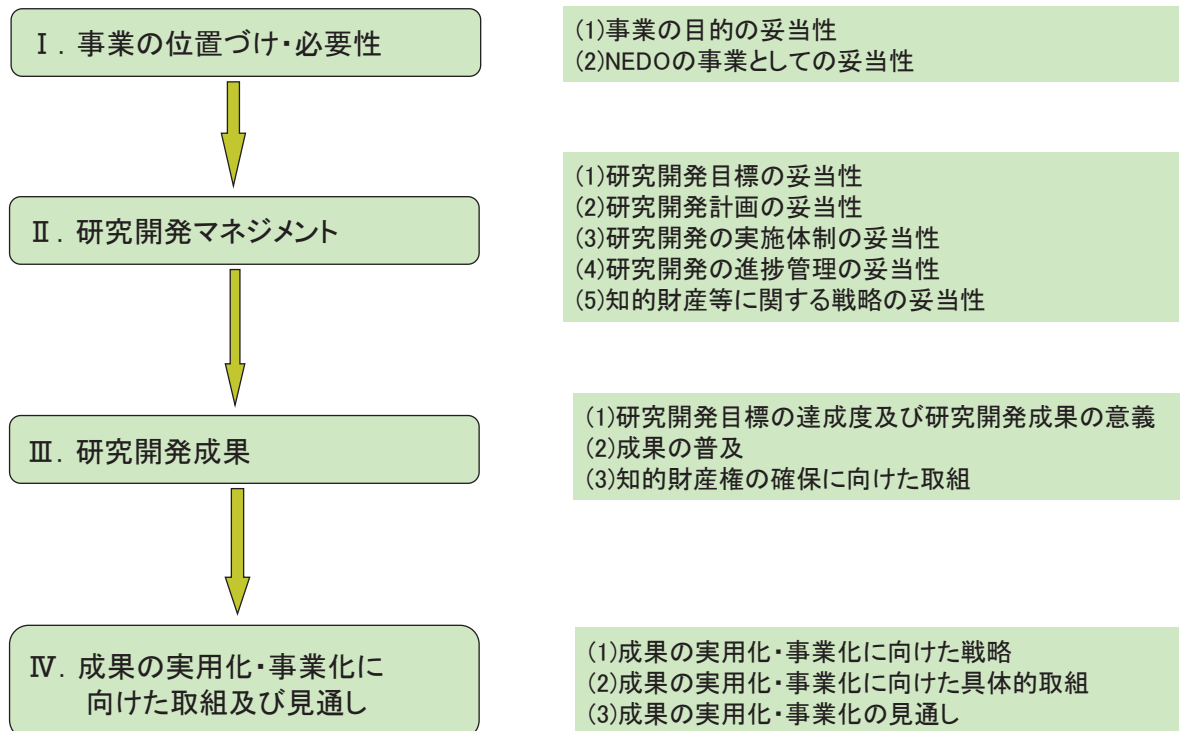 Ⅰ. 事業の位置づけ・必要性
(1)事業の目的の妥当性
(2)NEDOの事業としての妥当性
Ⅱ. 研究開発マネジメント
(1)研究開発目標の妥当性
(2)研究開発計画の妥当性
(3)研究開発の実施体制の妥当性
(4)研究開発の進捗管理の妥当性
(5)知的財産等に関する戦略の妥当性
Ⅲ. 研究開発成果
(1)研究開発目標の達成度及び研究開発成果の意義
(2)成果の普及
(3)知的財産権の確保に向けた取組
Ⅳ. 成果の実用化・事業化に
向けた取組及び見通し
(1)成果の実用化・事業化に向けた戦略
(2)成果の実用化・事業化に向けた具体的取組
(3)成果の実用化・事業化の見通し